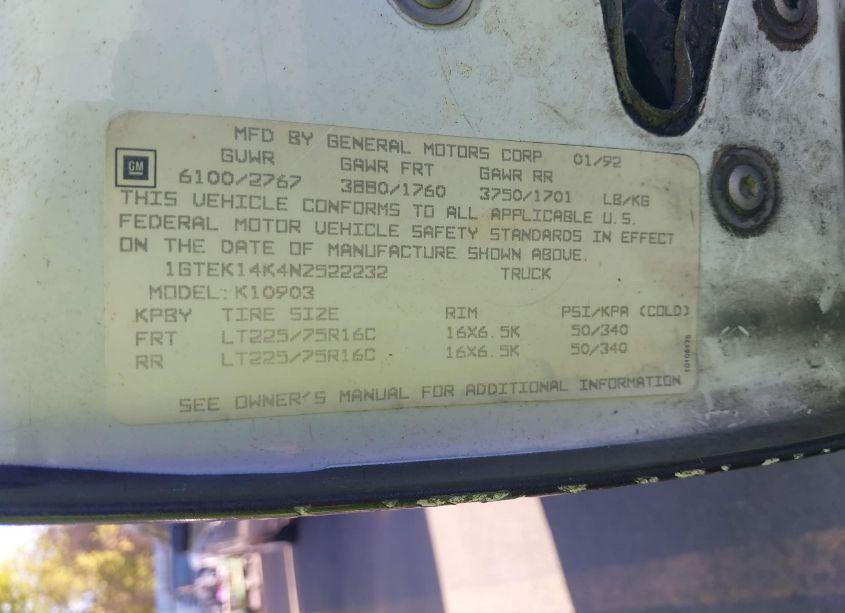 MFD BY GENERAL MOTORS CORP 01/92
GM
GVWR GAWR FRT GAWR RR
6100/2767 3880/1760 3750/1701 LB/KG
THIS VEHICLE CONFORMS TO ALL APPLICABLE U.S.
FEDERAL MOTOR VEHICLE SAFETY STANDARDS IN EFFECT
ON THE DATE OF MANUFACTURE SHOWN ABOVE.
1GTEK14K4NZ522232 TRUCK
MODEL: K10903
KPBY TIRE SIZE RIM PSI/KPA (COLD)
FRT LT225/75R16C 16X6.5K 50/340
RR LT225/75R16C 16X6.5K 50/340
SEE OWNER'S MANUAL FOR ADDITIONAL INFORMATION